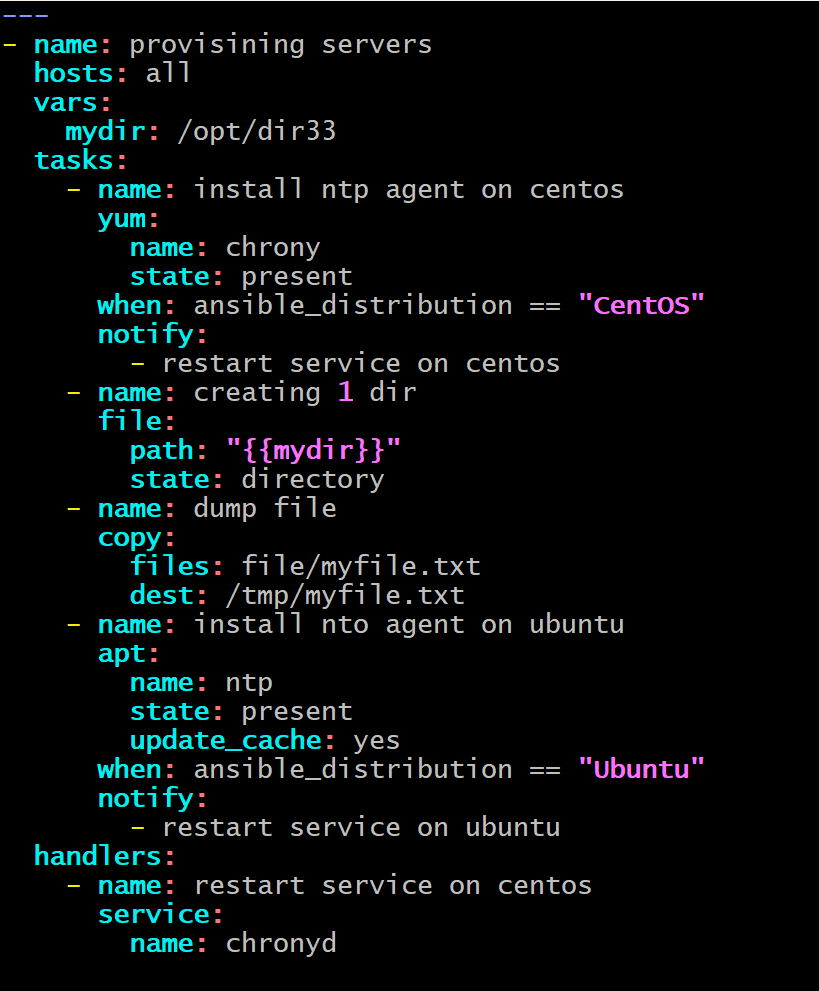 ---
- name: provisining servers
  hosts: all
  vars:
    mydir: /opt/dir33
  tasks:
    - name: install ntp agent on centos
      yum:
        name: chrony
        state: present
      when: ansible_distribution == "CentOS"
      notify:
        - restart service on centos
    - name: creating 1 dir
      file:
        path: "{{mydir}}"
        state: directory
    - name: dump file
      copy:
        files: file/myfile.txt
        dest: /tmp/myfile.txt
    - name: install nto agent on ubuntu
      apt:
        name: ntp
        state: present
        update_cache: yes
      when: ansible_distribution == "Ubuntu"
      notify:
        - restart service on ubuntu
  handlers:
    - name: restart service on centos
      service:
        name: chronyd